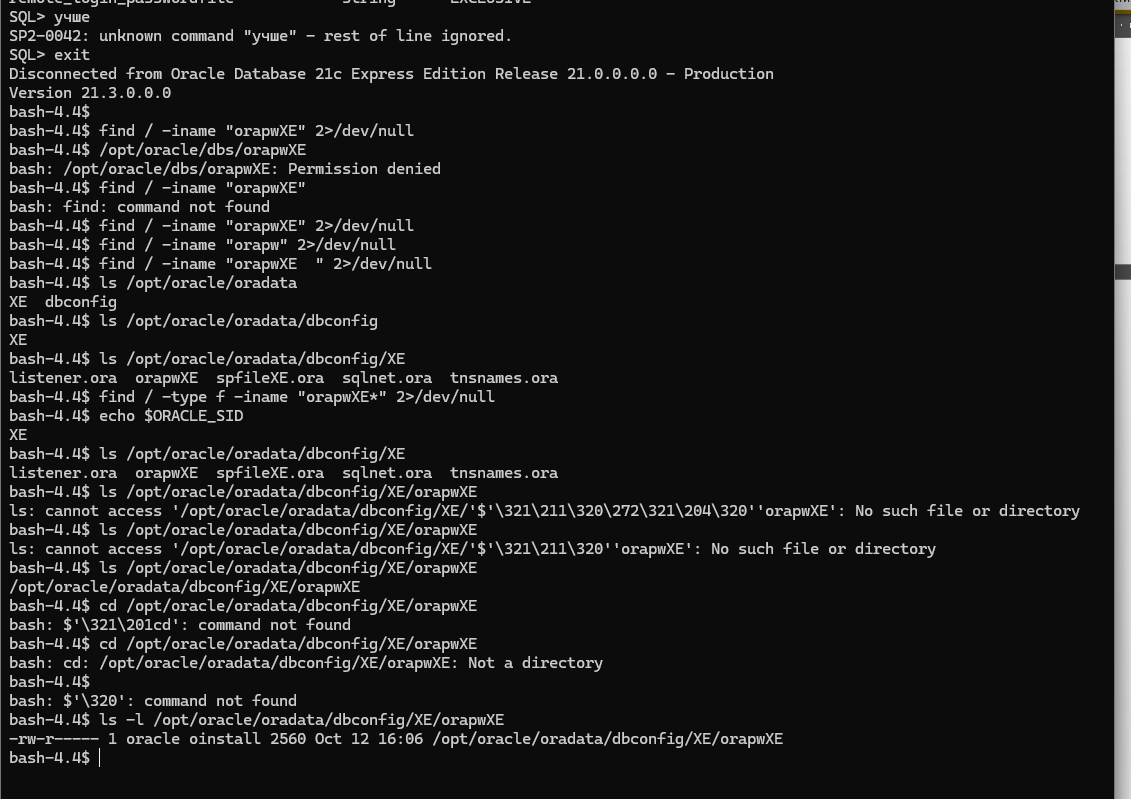 remote_login_passwordfile string EXCLUSIVE
SQL> учше
SP2-0042: unknown command "учше" - rest of line ignored.
SQL> exit
Disconnected from Oracle Database 21c Express Edition Release 21.0.0.0.0 - Production
Version 21.3.0.0.0
bash-4.4$
bash-4.4$ find / -iname "orapwXE" 2>/dev/null
bash-4.4$ /opt/oracle/dbs/orapwXE
bash: /opt/oracle/dbs/orapwXE: Permission denied
bash-4.4$ find / -iname "orapwXE"
bash: find: command not found
bash-4.4$ find / -iname "orapwXE" 2>/dev/null
bash-4.4$ find / -iname "orapw" 2>/dev/null
bash-4.4$ find / -iname "orapwXE  " 2>/dev/null
bash-4.4$ ls /opt/oracle/oradata
XE  dbconfig
bash-4.4$ ls /opt/oracle/oradata/dbconfig
XE
bash-4.4$ ls /opt/oracle/oradata/dbconfig/XE
listener.ora  orapwXE  spfileXE.ora  sqlnet.ora  tnsnames.ora
bash-4.4$ find / -type f -iname "orapwXE*" 2>/dev/null
bash-4.4$ echo $ORACLE_SID
XE
bash-4.4$ ls /opt/oracle/oradata/dbconfig/XE
listener.ora  orapwXE  spfileXE.ora  sqlnet.ora  tnsnames.ora
bash-4.4$ ls /opt/oracle/oradata/dbconfig/XE/orapwXE
ls: cannot access '/opt/oracle/oradata/dbconfig/XE/'$'\321\211\320\272\321\204\320''orapwXE': No such file or directory
bash-4.4$ ls /opt/oracle/oradata/dbconfig/XE/orapwXE
ls: cannot access '/opt/oracle/oradata/dbconfig/XE/'$'\321\211\320''orapwXE': No such file or directory
bash-4.4$ ls /opt/oracle/oradata/dbconfig/XE/orapwXE
/opt/oracle/oradata/dbconfig/XE/orapwXE
bash-4.4$ cd /opt/oracle/oradata/dbconfig/XE/orapwXE
bash: $'\321\201cd': command not found
bash-4.4$ cd /opt/oracle/oradata/dbconfig/XE/orapwXE
bash: cd: /opt/oracle/oradata/dbconfig/XE/orapwXE: Not a directory
bash-4.4$
bash: $'\320': command not found
bash-4.4$ ls -l /opt/oracle/oradata/dbconfig/XE/orapwXE
-rw-r----- 1 oracle oinstall 2560 Oct 12 16:06 /opt/oracle/oradata/dbconfig/XE/orapwXE
bash-4.4$